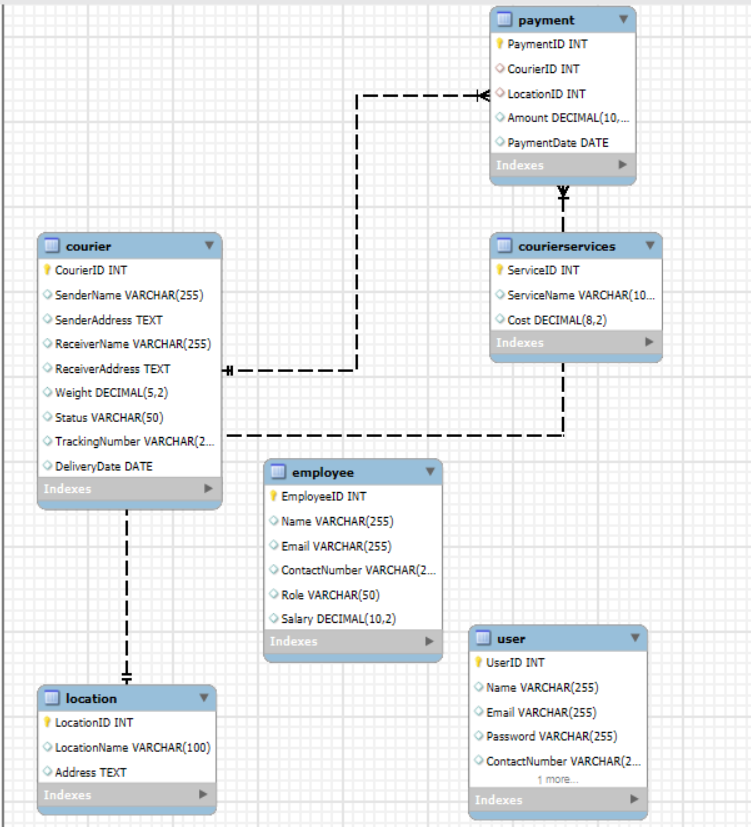 payment
PaymentID INT
CourierID INT
LocationID INT
Amount DECIMAL(10,...
PaymentDate DATE
Indexes
courier
CourierID INT
SenderName VARCHAR(255)
SenderAddress TEXT
ReceiverName VARCHAR(255)
ReceiverAddress TEXT
Weight DECIMAL(5,2)
Status VARCHAR(50)
TrackingNumber VARCHAR(2...
DeliveryDate DATE
Indexes
courierservices
ServiceID INT
ServiceName VARCHAR(10...
Cost DECIMAL(8,2)
Indexes
employee
EmployeeID INT
Name VARCHAR(255)
Email VARCHAR(255)
ContactNumber VARCHAR(2...
Role VARCHAR(50)
Salary DECIMAL(10,2)
Indexes
user
UserID INT
Name VARCHAR(255)
Email VARCHAR(255)
Password VARCHAR(255)
ContactNumber VARCHAR(2...
1 more...
Indexes
location
LocationID INT
LocationName VARCHAR(100)
Address TEXT
Indexes